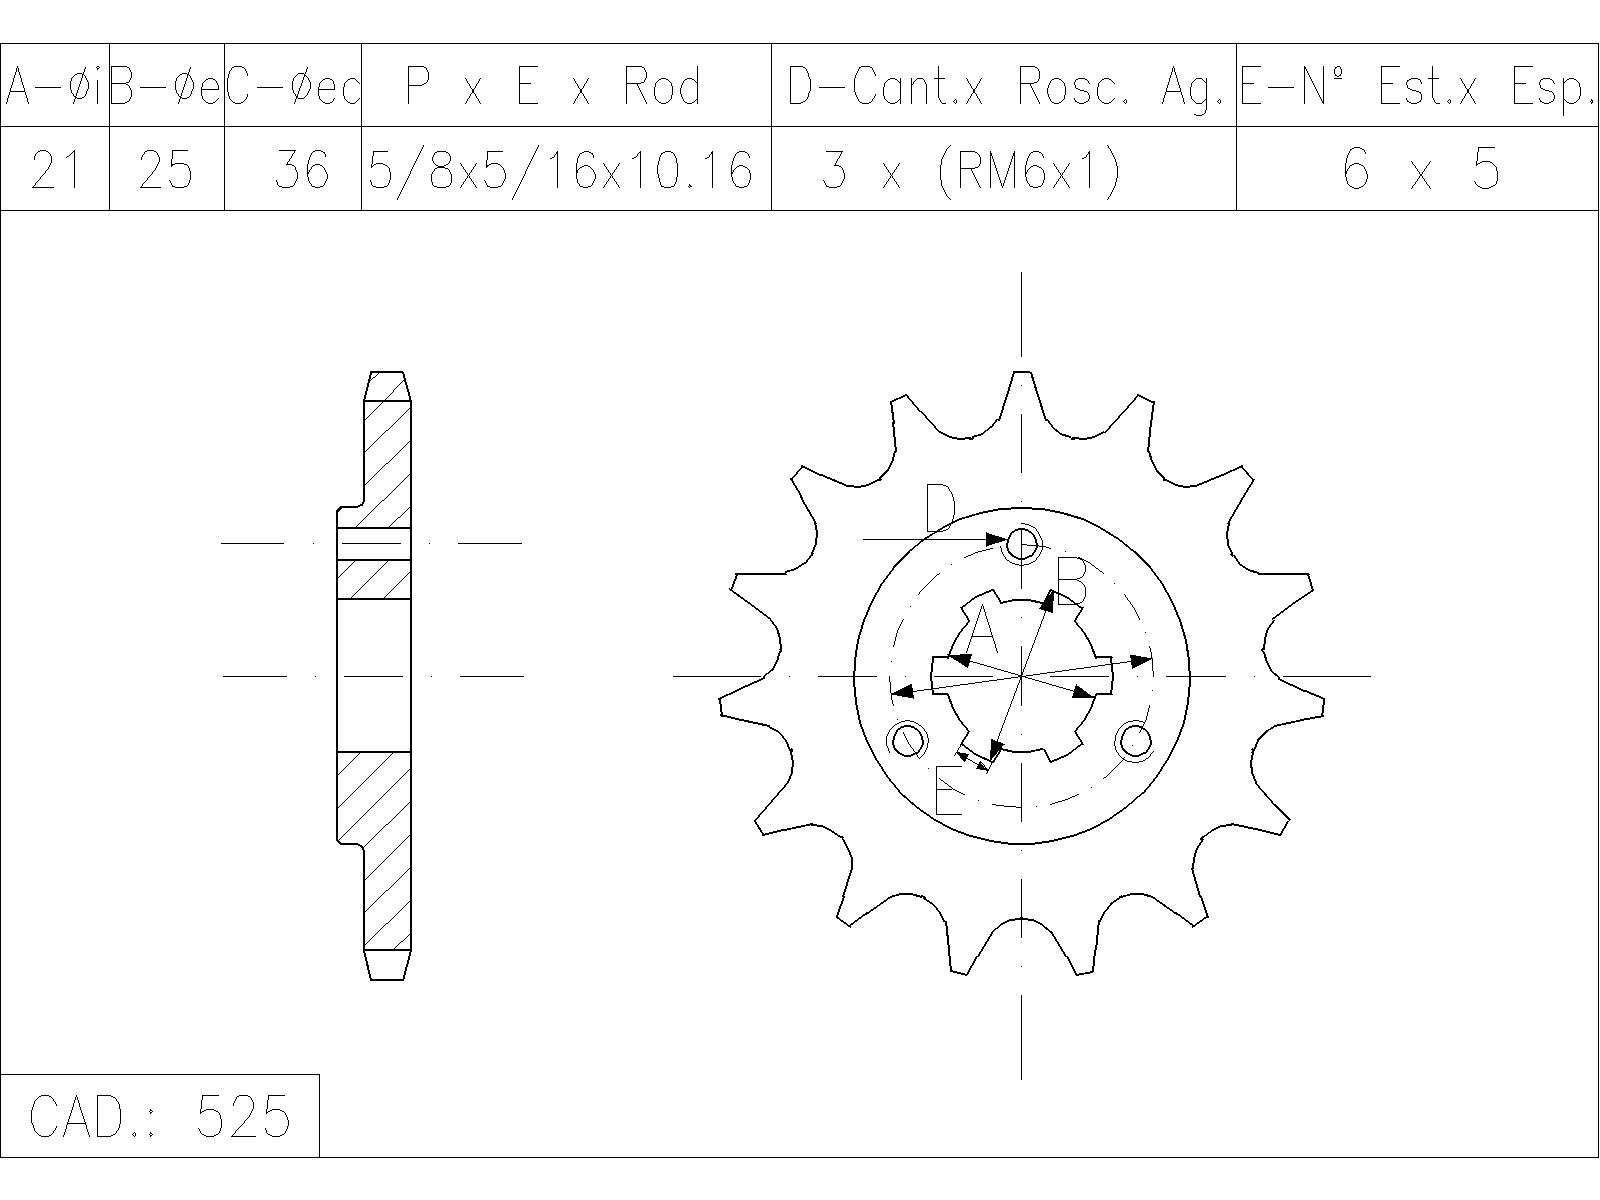 A-øi B-øe C-øec P x E x Rod D-Cant.x Rosc. Ag. E-Nº Est.x Esp.
21 25 36 5/8x5/16x10.16 3 x (RM6x1) 6 x 5
D
B
A
E
CAD.: 525